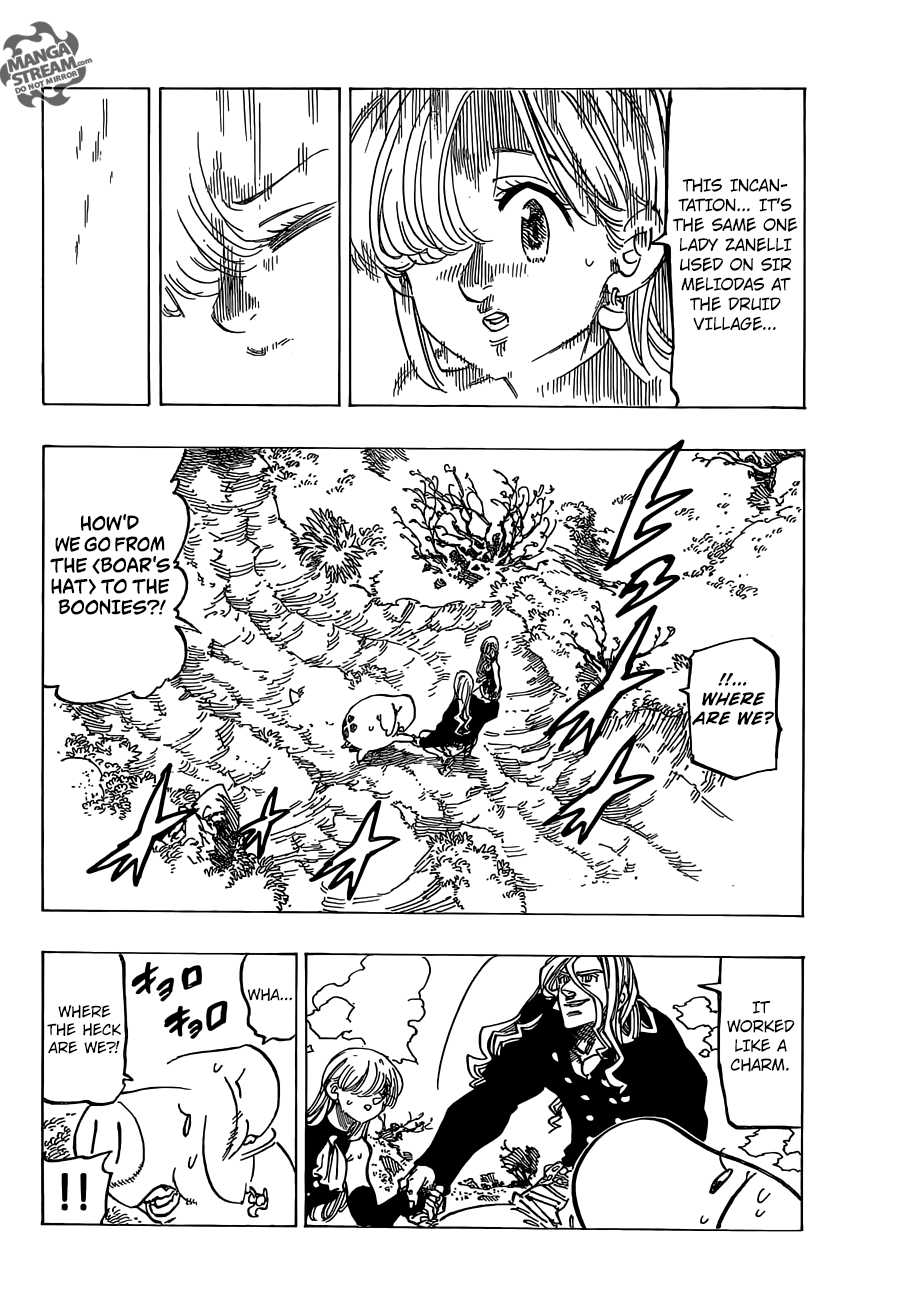 MANGA
STREAM.com
DO NOT MIRROR
THIS INCAN-
TATION... IT'S
THE SAME ONE
LADY ZANELLI
USED ON SIR
MELIODAS AT
THE DRUID
VILLAGE...
!!...
WHERE
ARE WE?
HOW'D
WE GO FROM
THE <BOAR'S
HAT> TO THE
BOONIES?!
IT
WORKED
LIKE A
CHARM.
WHA...
キョロ
キョロ
WHERE
THE HECK
ARE WE?!
!!